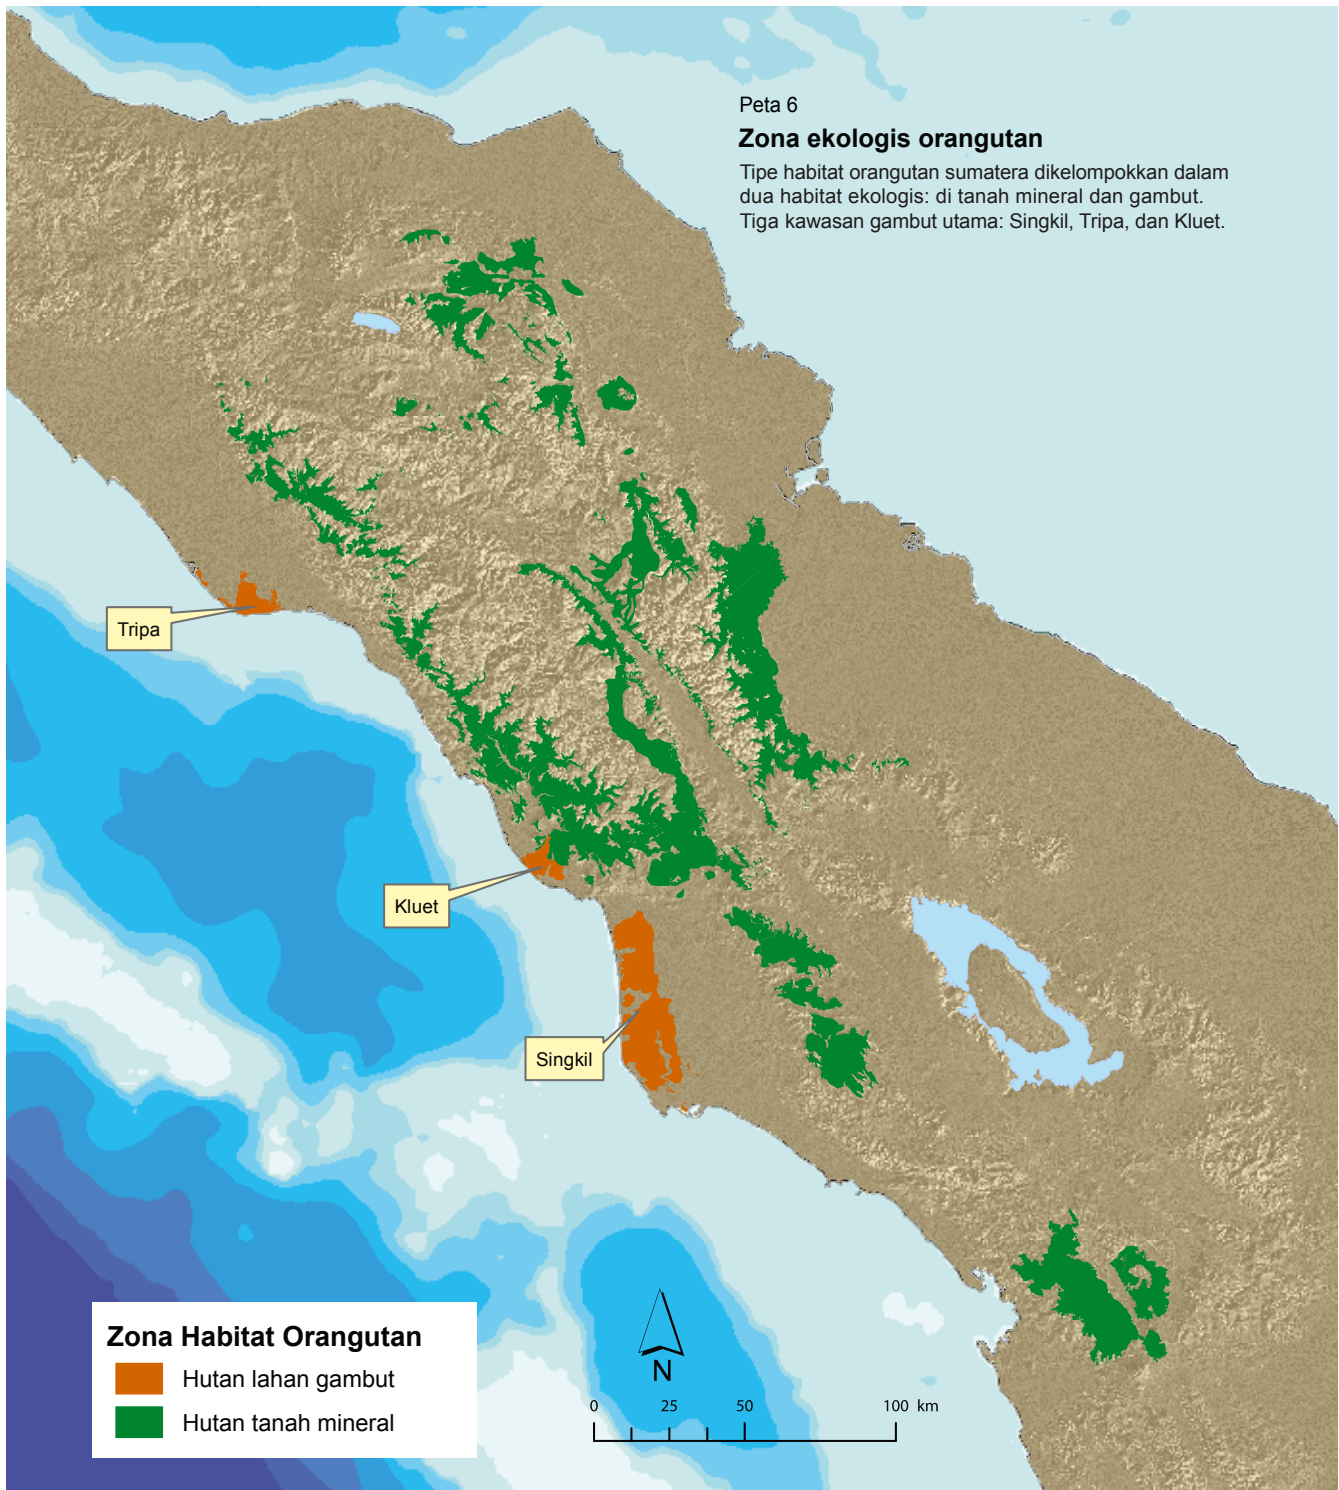 Peta 6
Zona ekologis orangutan
Tipe habitat orangutan sumatera dikelompokkan dalam
dua habitat ekologis: di tanah mineral dan gambut.
Tiga kawasan gambut utama: Singkil, Tripa, dan Kluet.
Tripa
Kluet
Singkil
Zona Habitat Orangutan
Hutan lahan gambut
Hutan tanah mineral
N
0 25 50 100 km